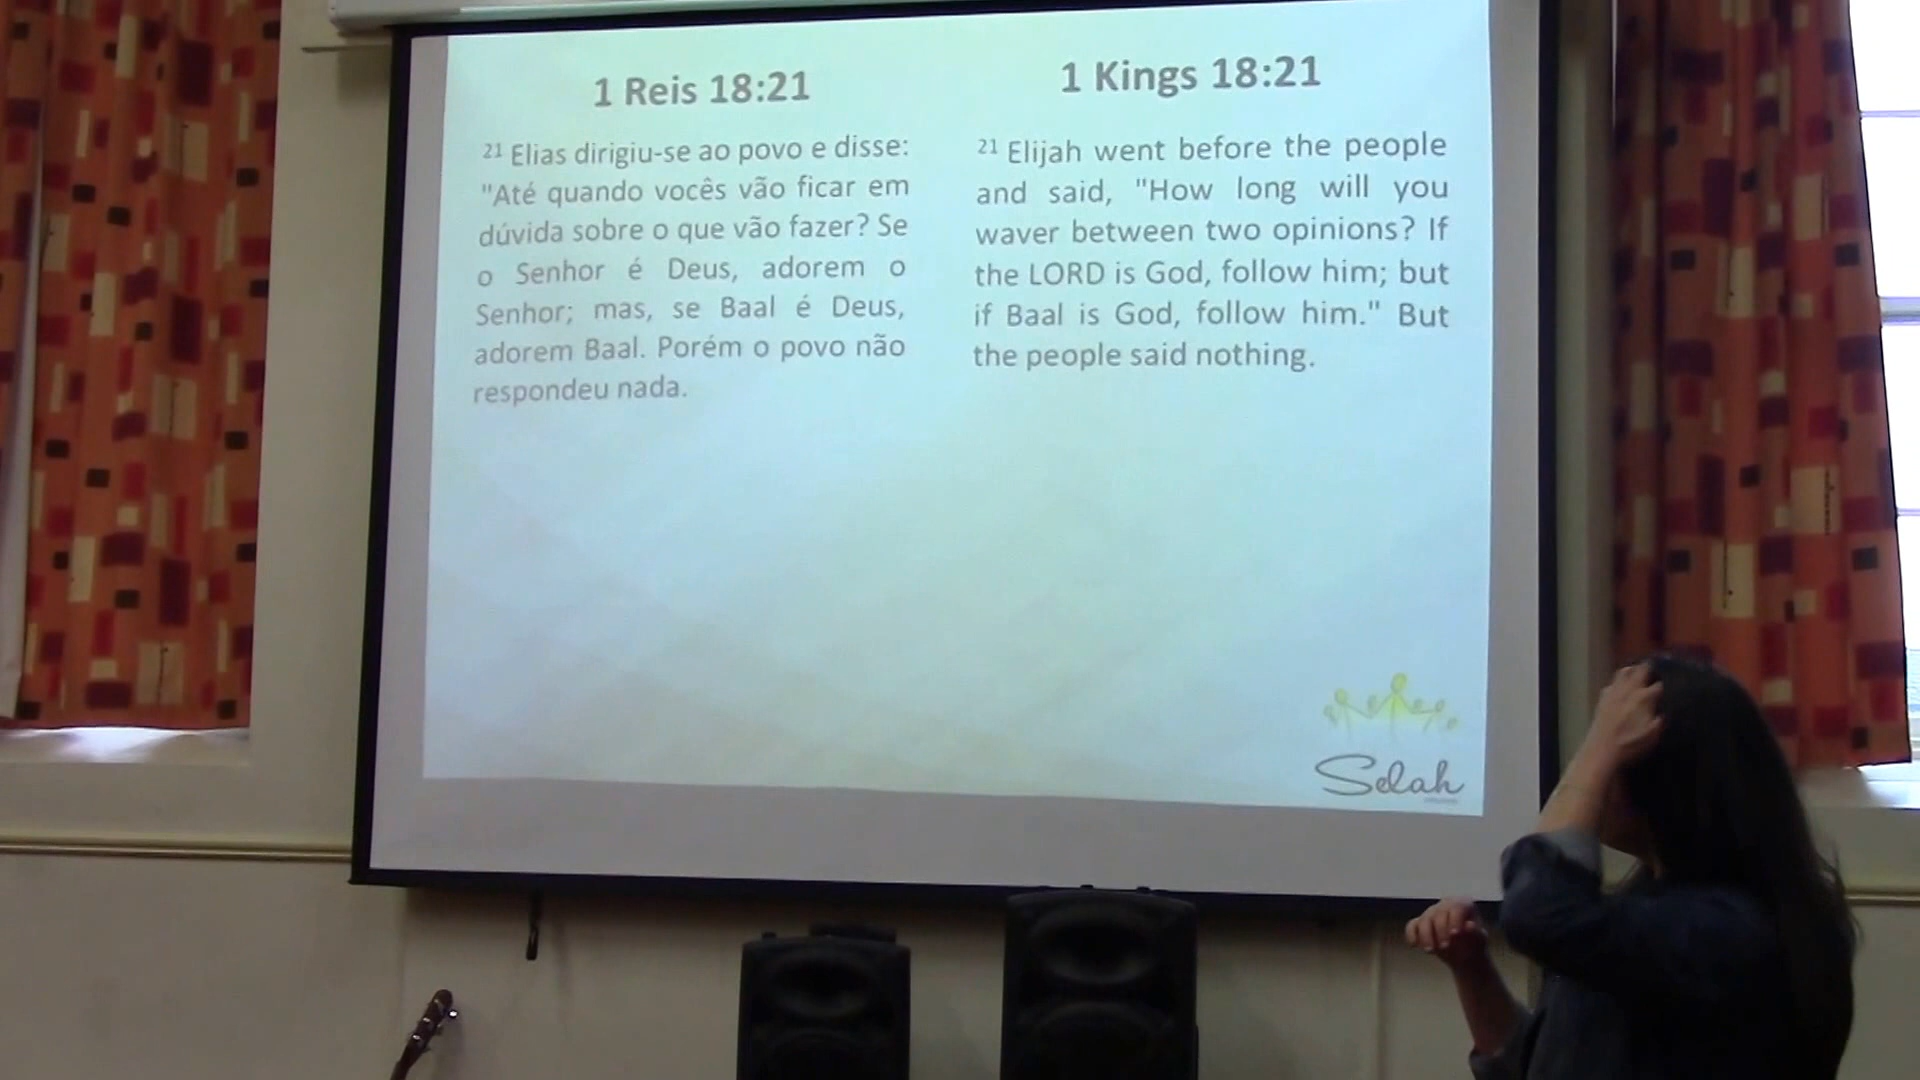 1 Reis 18:21
21 Elias dirigiu-se ao povo e disse:
"Até quando vocês vão ficar em
dúvida sobre o que vão fazer? Se
o Senhor é Deus, adorem o
Senhor; mas, se Baal é Deus,
adorem Baal. Porém o povo não
respondeu nada.
1 Kings 18:21
21 Elijah went before the people
and said, "How long will you
waver between two opinions? If
the LORD is God, follow him; but
if Baal is God, follow him." But
the people said nothing.
Selah